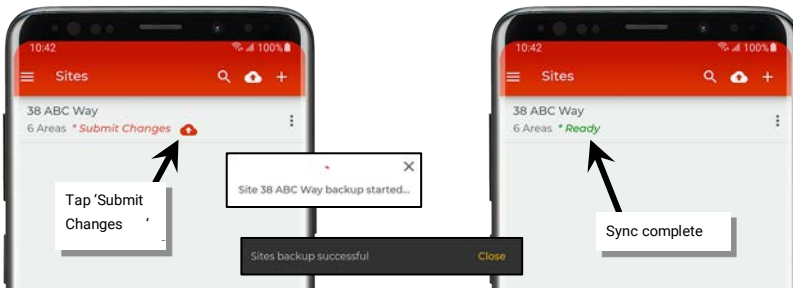 10:42
100%
Sites
38 ABC Way
6 Areas * Submit Changes
Tap ‘Submit
Changes ’
Site 38 ABC Way backup started...
Sites backup successful Close
10:42
100%
Sites
38 ABC Way
6 Areas * Ready
Sync complete